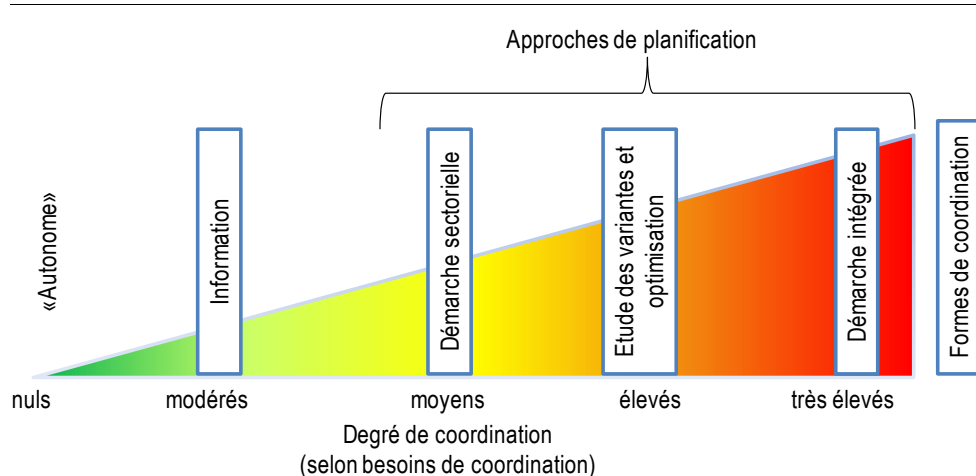 Approches de planification
«Autonome»
Information
Démarche sectorielle
Etude des variantes et
optimisation
Démarche intégrée
Formes de coordination
nuls
modérés
moyens
élevés
très élevés
Degré de coordination
(selon besoins de coordination)